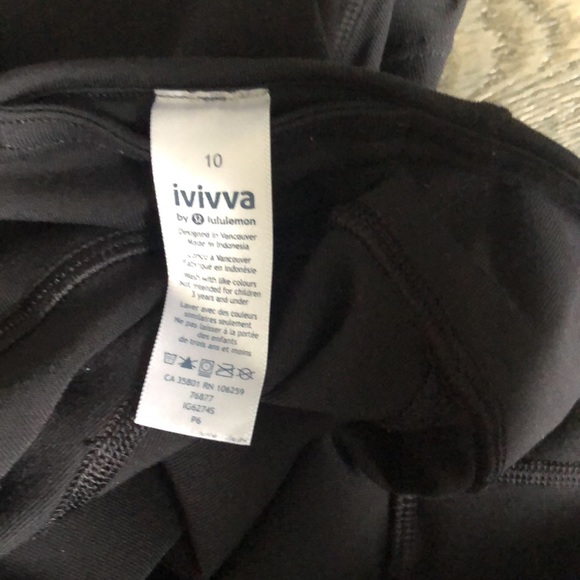 10
ivivva
by lululemon
Designed in Vancouver
Made in Indonesia
à Vancouver
en Indonésie
Wash with like colours
Not intended for children
3 years and under
Laver avec des couleurs
similaires seulement
Ne pas laisser à la portée
des enfants
de trois ans et moins
CA 35801 RN 106259
76877
IG6274S
P6